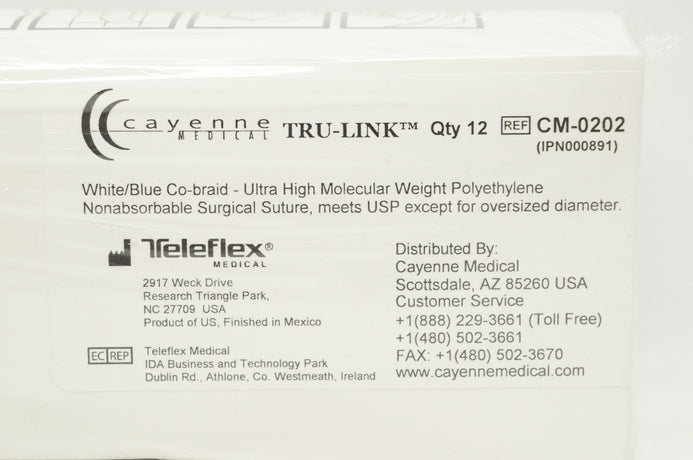 cayenne
MEDICAL
TRU-LINK™ Qty 12 REF CM-0202
(IPN000891)
White/Blue Co-braid - Ultra High Molecular Weight Polyethylene
Nonabsorbable Surgical Suture, meets USP except for oversized diameter.
Teleflex®
MEDICAL
2917 Weck Drive
Research Triangle Park,
NC 27709 USA
Product of US, Finished in Mexico
EC REP
Teleflex Medical
IDA Business and Technology Park
Dublin Rd., Athlone, Co. Westmeath, Ireland
Distributed By:
Cayenne Medical
Scottsdale, AZ 85260 USA
Customer Service
+1(888) 229-3661 (Toll Free)
+1(480) 502-3661
FAX: +1(480) 502-3670
www.cayennemedical.com